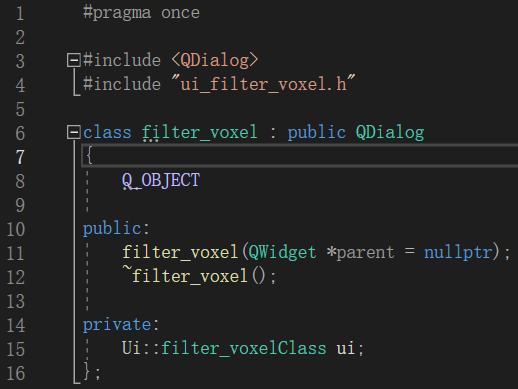 1 #pragma once
2
3 #include <QDialog>
4 #include "ui_filter_voxel.h"
5
6 class filter_voxel : public QDialog
7 {
8 Q_OBJECT
9
10 public:
11 filter_voxel(QWidget *parent = nullptr);
12 ~filter_voxel();
13
14 private:
15 Ui::filter_voxelClass ui;
16 };